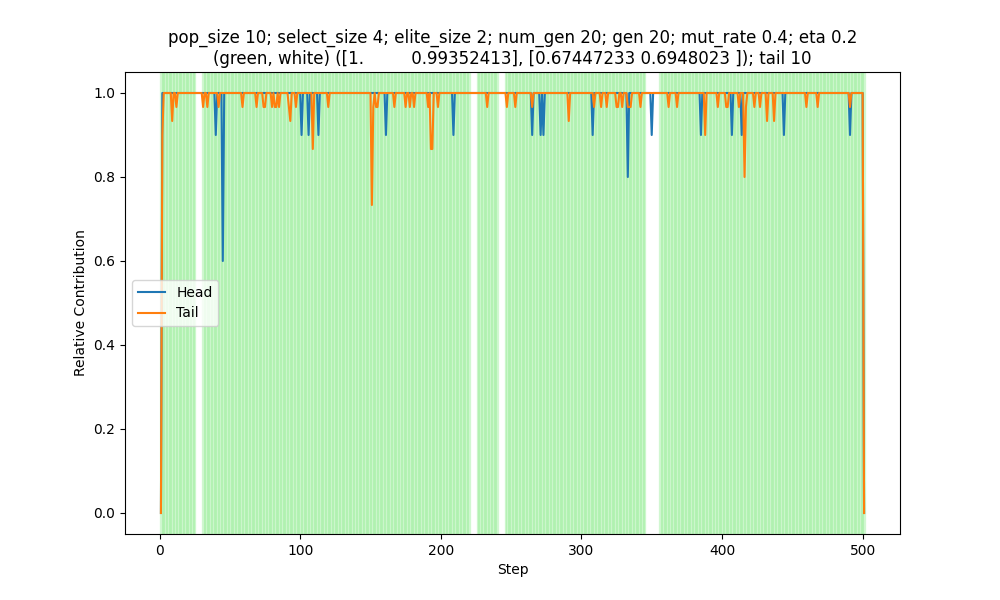 pop_size 10; select_size 4; elite_size 2; num_gen 20; gen 20; mut_rate 0.4; eta 0.2
(green, white) ([1.          0.99352413], [0.67447233 0.6948023 ]); tail 10
1.0
0.8
0.6
0.4
0.2
0.0
Relative Contribution
Head
Tail
0
100
200
300
400
500
Step